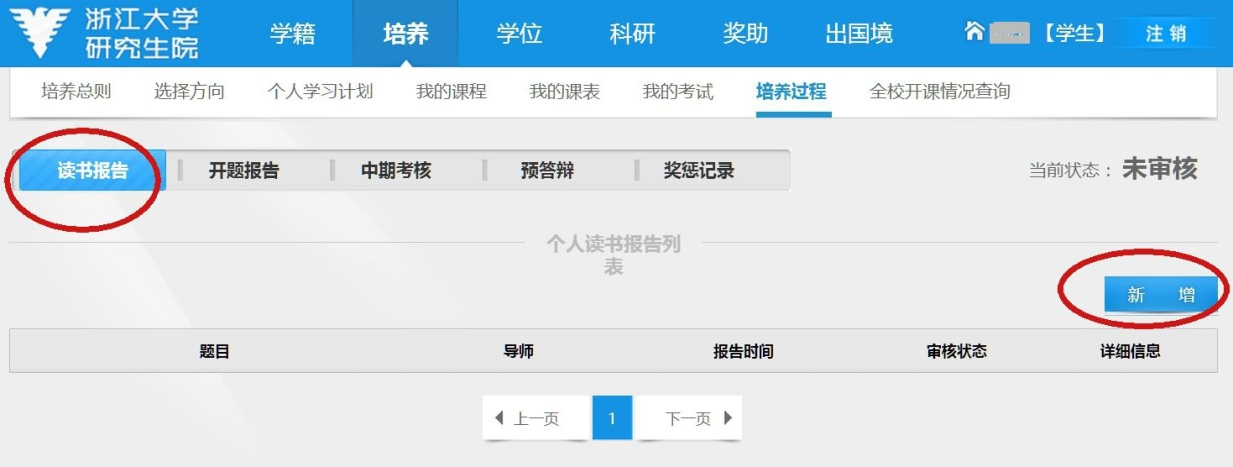 浙江大学
研究生院
学籍 培养 学位 科研 奖助 出国境 【学生】 注 销
培养总则 选择方向 个人学习计划 我的课程 我的课表 我的考试 培养过程 全校开课情况查询
读书报告 开题报告 中期考核 预答辩 奖惩记录 当前状态： 未审核
个人读书报告列
表
新 增
题目 导师 报告时间 审核状态 详细信息
上一页 1 下一页